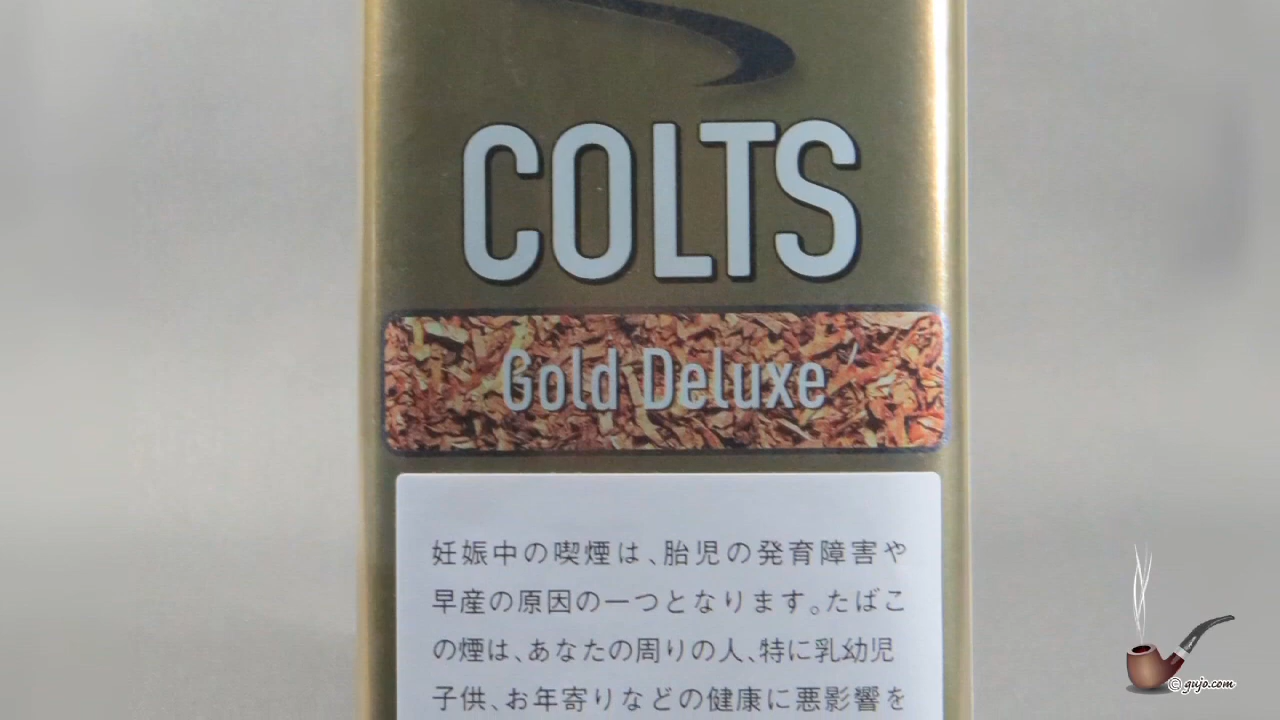 COLTS
Gold Deluxe
妊娠中の喫煙は、胎児の発育障害や
早産の原因の一つとなります。たばこ
の煙は、あなたの周りの人、特に乳幼児
子供、お年寄りなどの健康に悪影響を
© gujo.com